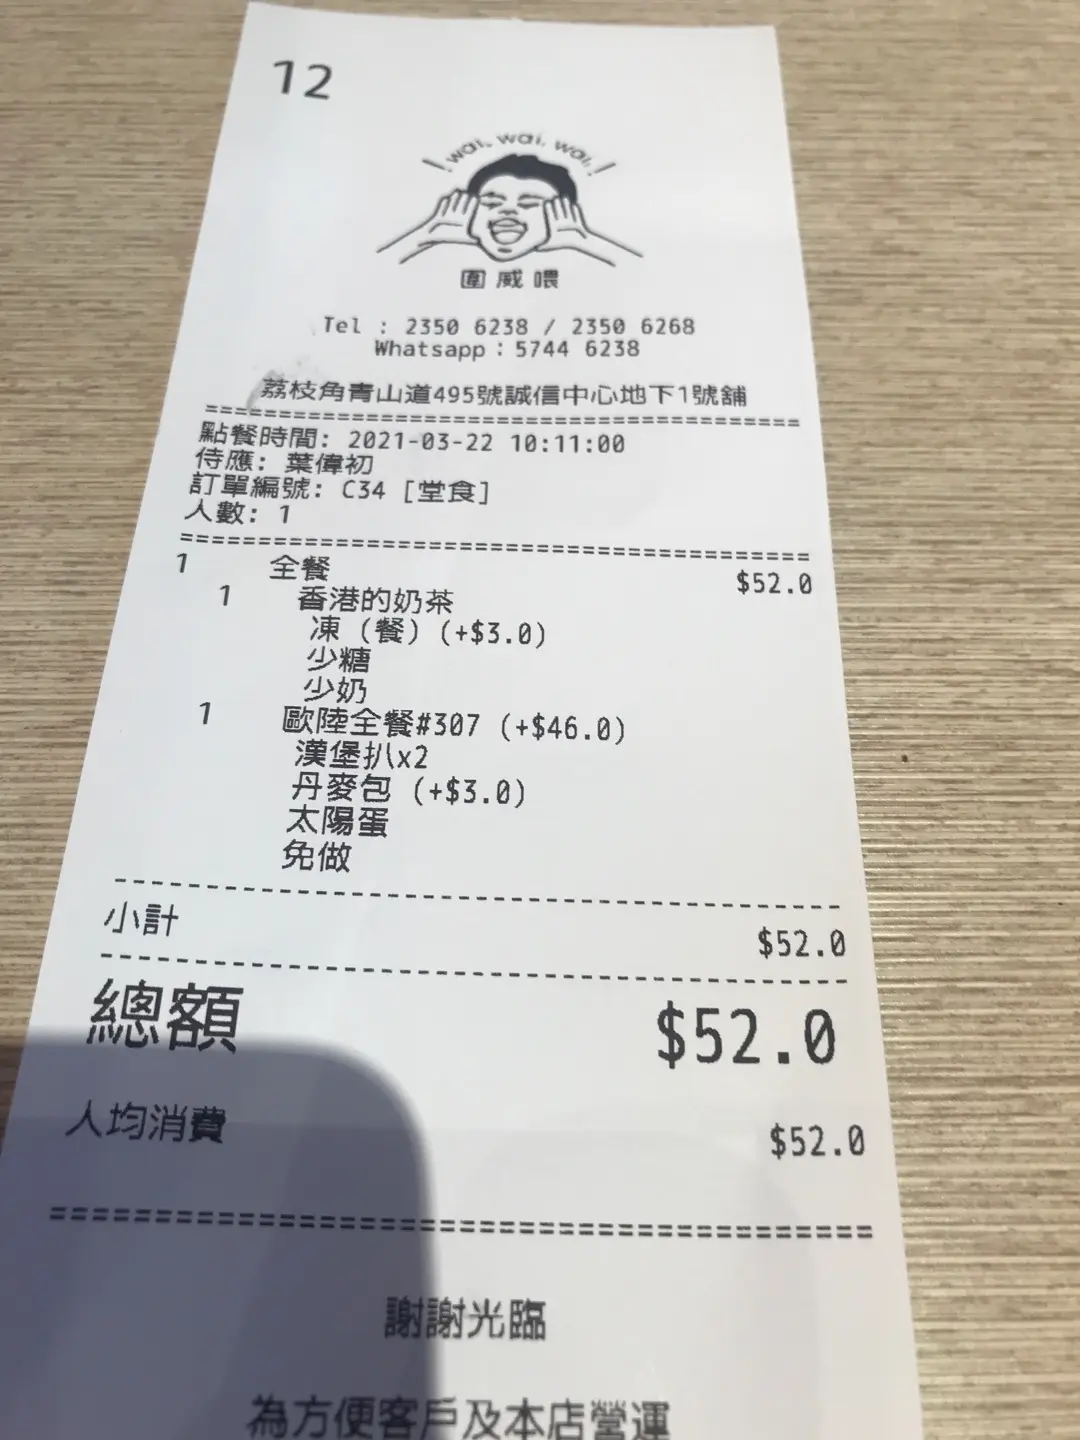 12
wai, wai, wai,
圍威喂
Tel : 2350 6238 / 2350 6268
Whatsapp : 5744 6238
荔枝角青山道495號誠信中心地下1號舖
==========================================
點餐時間: 2021-03-22 10:11:00
侍應: 葉偉初
訂單編號: C34 [堂食]
人數: 1
==========================================
1 全餐 $52.0
1 香港的奶茶
凍 (餐) (+$3.0)
少糖
少奶
1 歐陸全餐#307 (+$46.0)
漢堡扒x2
丹麥包 (+$3.0)
太陽蛋
免做
------------------------------------------
小計 $52.0
------------------------------------------
總額 $52.0
人均消費 $52.0
==========================================
謝謝光臨
為方便客戶及本店營運